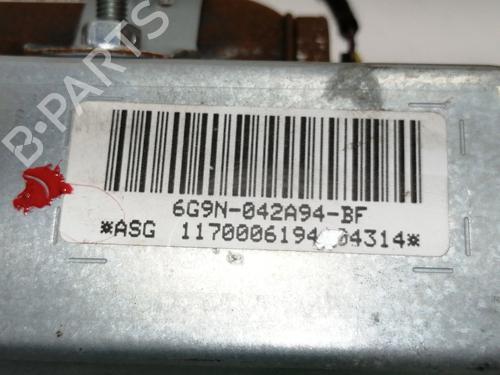 B-PARTS
6G9N-042A94-BF
*ASG 1170006194 04314*